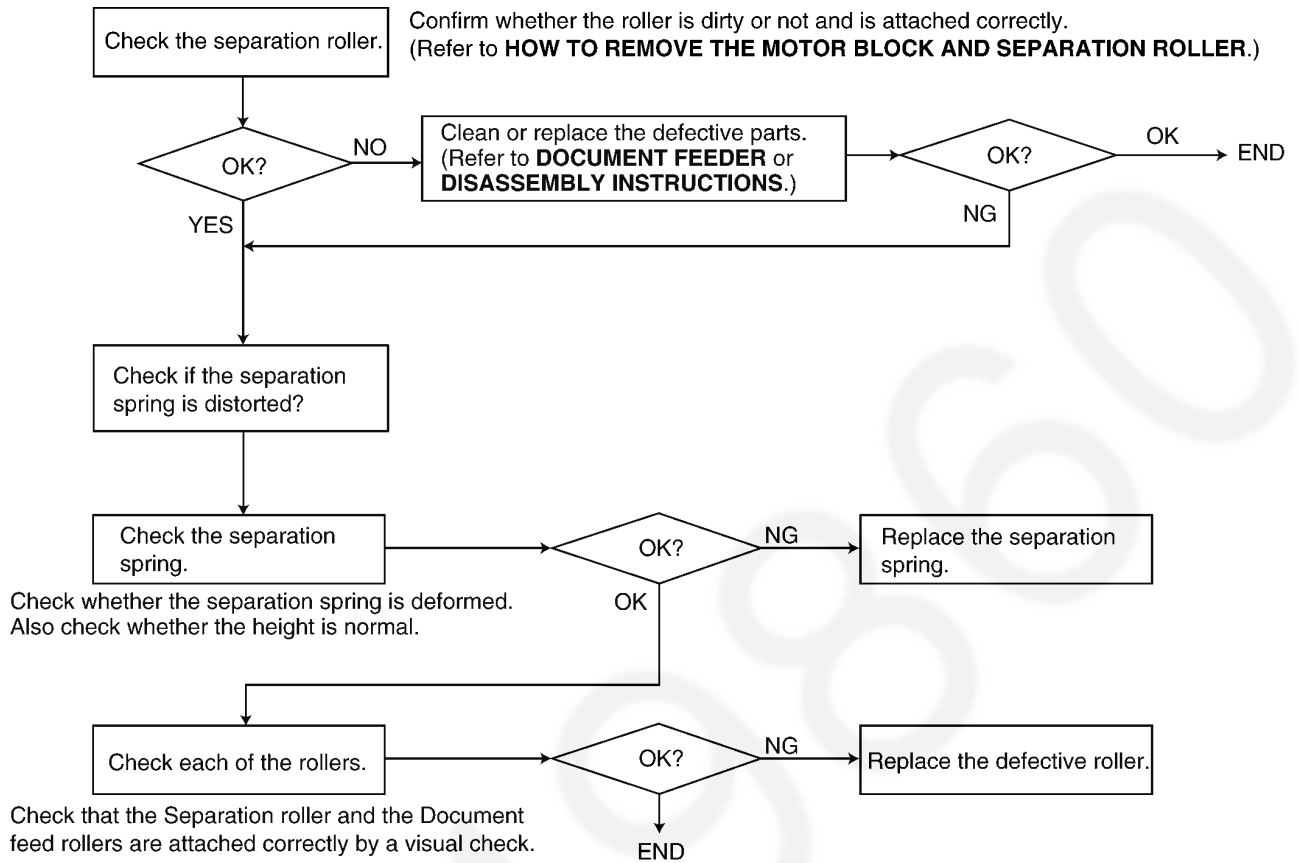 Check the separation roller.
Confirm whether the roller is dirty or not and is attached correctly.
(Refer to HOW TO REMOVE THE MOTOR BLOCK AND SEPARATION ROLLER.)
OK?
NO
Clean or replace the defective parts.
(Refer to DOCUMENT FEEDER or
DISASSEMBLY INSTRUCTIONS.)
OK?
OK
END
YES
NG
Check if the separation
spring is distorted?
Check the separation
spring.
OK?
NG
Replace the separation
spring.
Check whether the separation spring is deformed.
Also check whether the height is normal.
OK
Check each of the rollers.
OK?
NG
Replace the defective roller.
Check that the Separation roller and the Document
feed rollers are attached correctly by a visual check.
END
9860